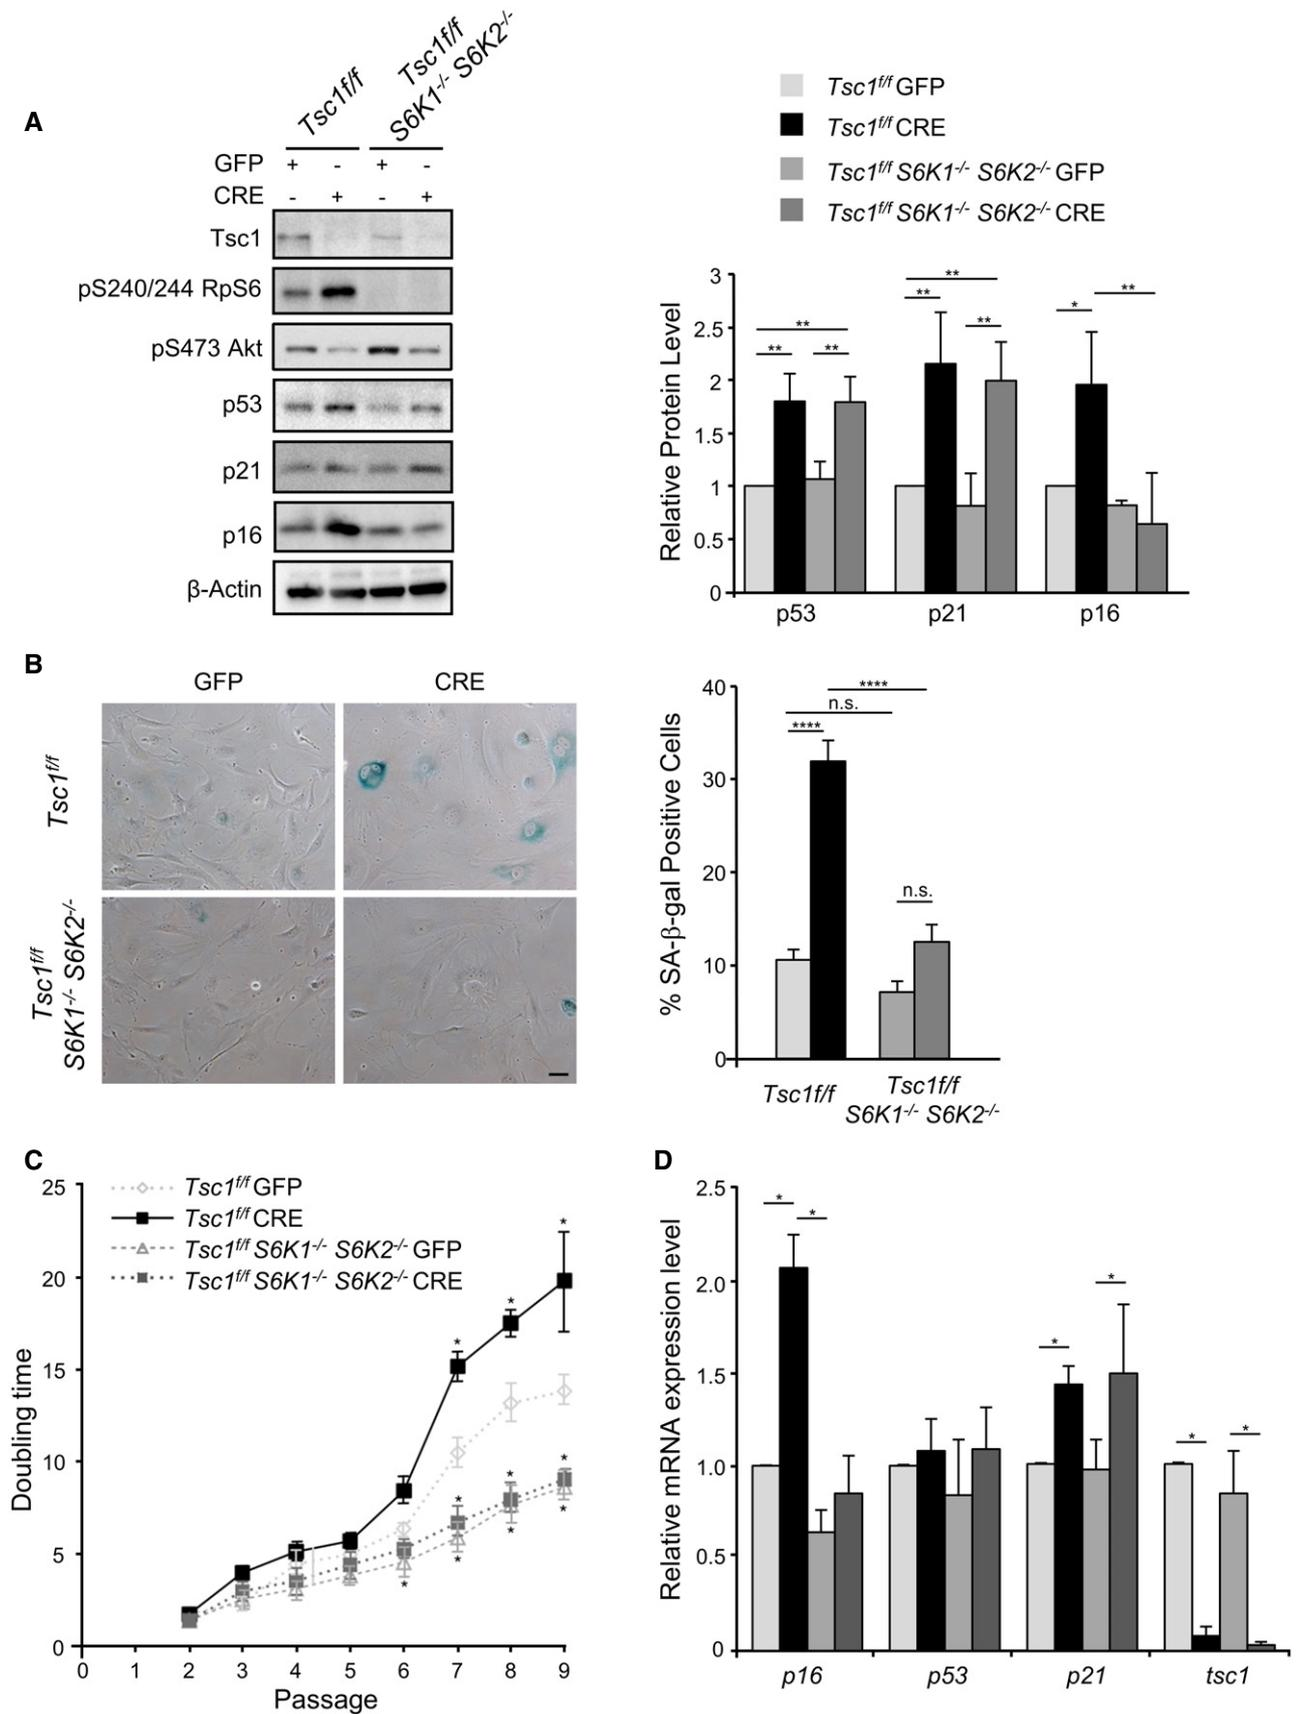 A
Tsc1f/f
Tsc1f/f
S6K1-/- S6K2-/-
GFP + - + -
CRE - + - +
Tsc1
pS240/244 RpS6
pS473 Akt
p53
p21
p16
β-Actin
Tsc1f/f GFP
Tsc1f/f CRE
Tsc1f/f S6K1-/- S6K2-/- GFP
Tsc1f/f S6K1-/- S6K2-/- CRE
Relative Protein Level
3
2.5
2
1.5
1
0.5
0
** ** **
** ** **
* **
p53 p21 p16
B
GFP CRE
Tsc1f/f
Tsc1f/f
S6K1-/- S6K2-/-
% SA-β-gal Positive Cells
40
30
20
10
0
****
n.s.
****
n.s.
Tsc1f/f
Tsc1f/f
S6K1-/- S6K2-/-
C
Tsc1f/f GFP
Tsc1f/f CRE
Tsc1f/f S6K1-/- S6K2-/- GFP
Tsc1f/f S6K1-/- S6K2-/- CRE
Doubling time
25
20
15
10
5
0
* * *
* * *
* * * *
0 1 2 3 4 5 6 7 8 9
Passage
D
Relative mRNA expression level
2.5
2.0
1.5
1.0
0.5
0
* *
* *
* *
p16 p53 p21 tsc1